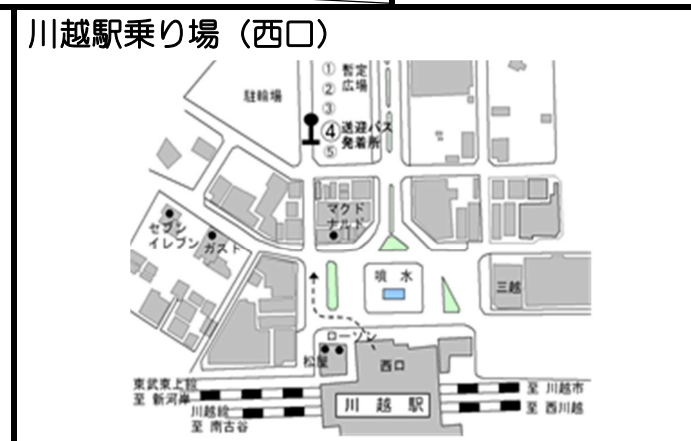 川越駅乗り場（西口）
① 暫定
② 広場
③
④ 送迎バス
発着所
⑤
駐輪場
マクド
ナルド
セブン
イレブン
ガスト
噴 水
三越
ローソン
松屋
西口
東武東上線
至 新河岸
川越線
至 南古谷
川 越 駅
至 川越市
至 西川越